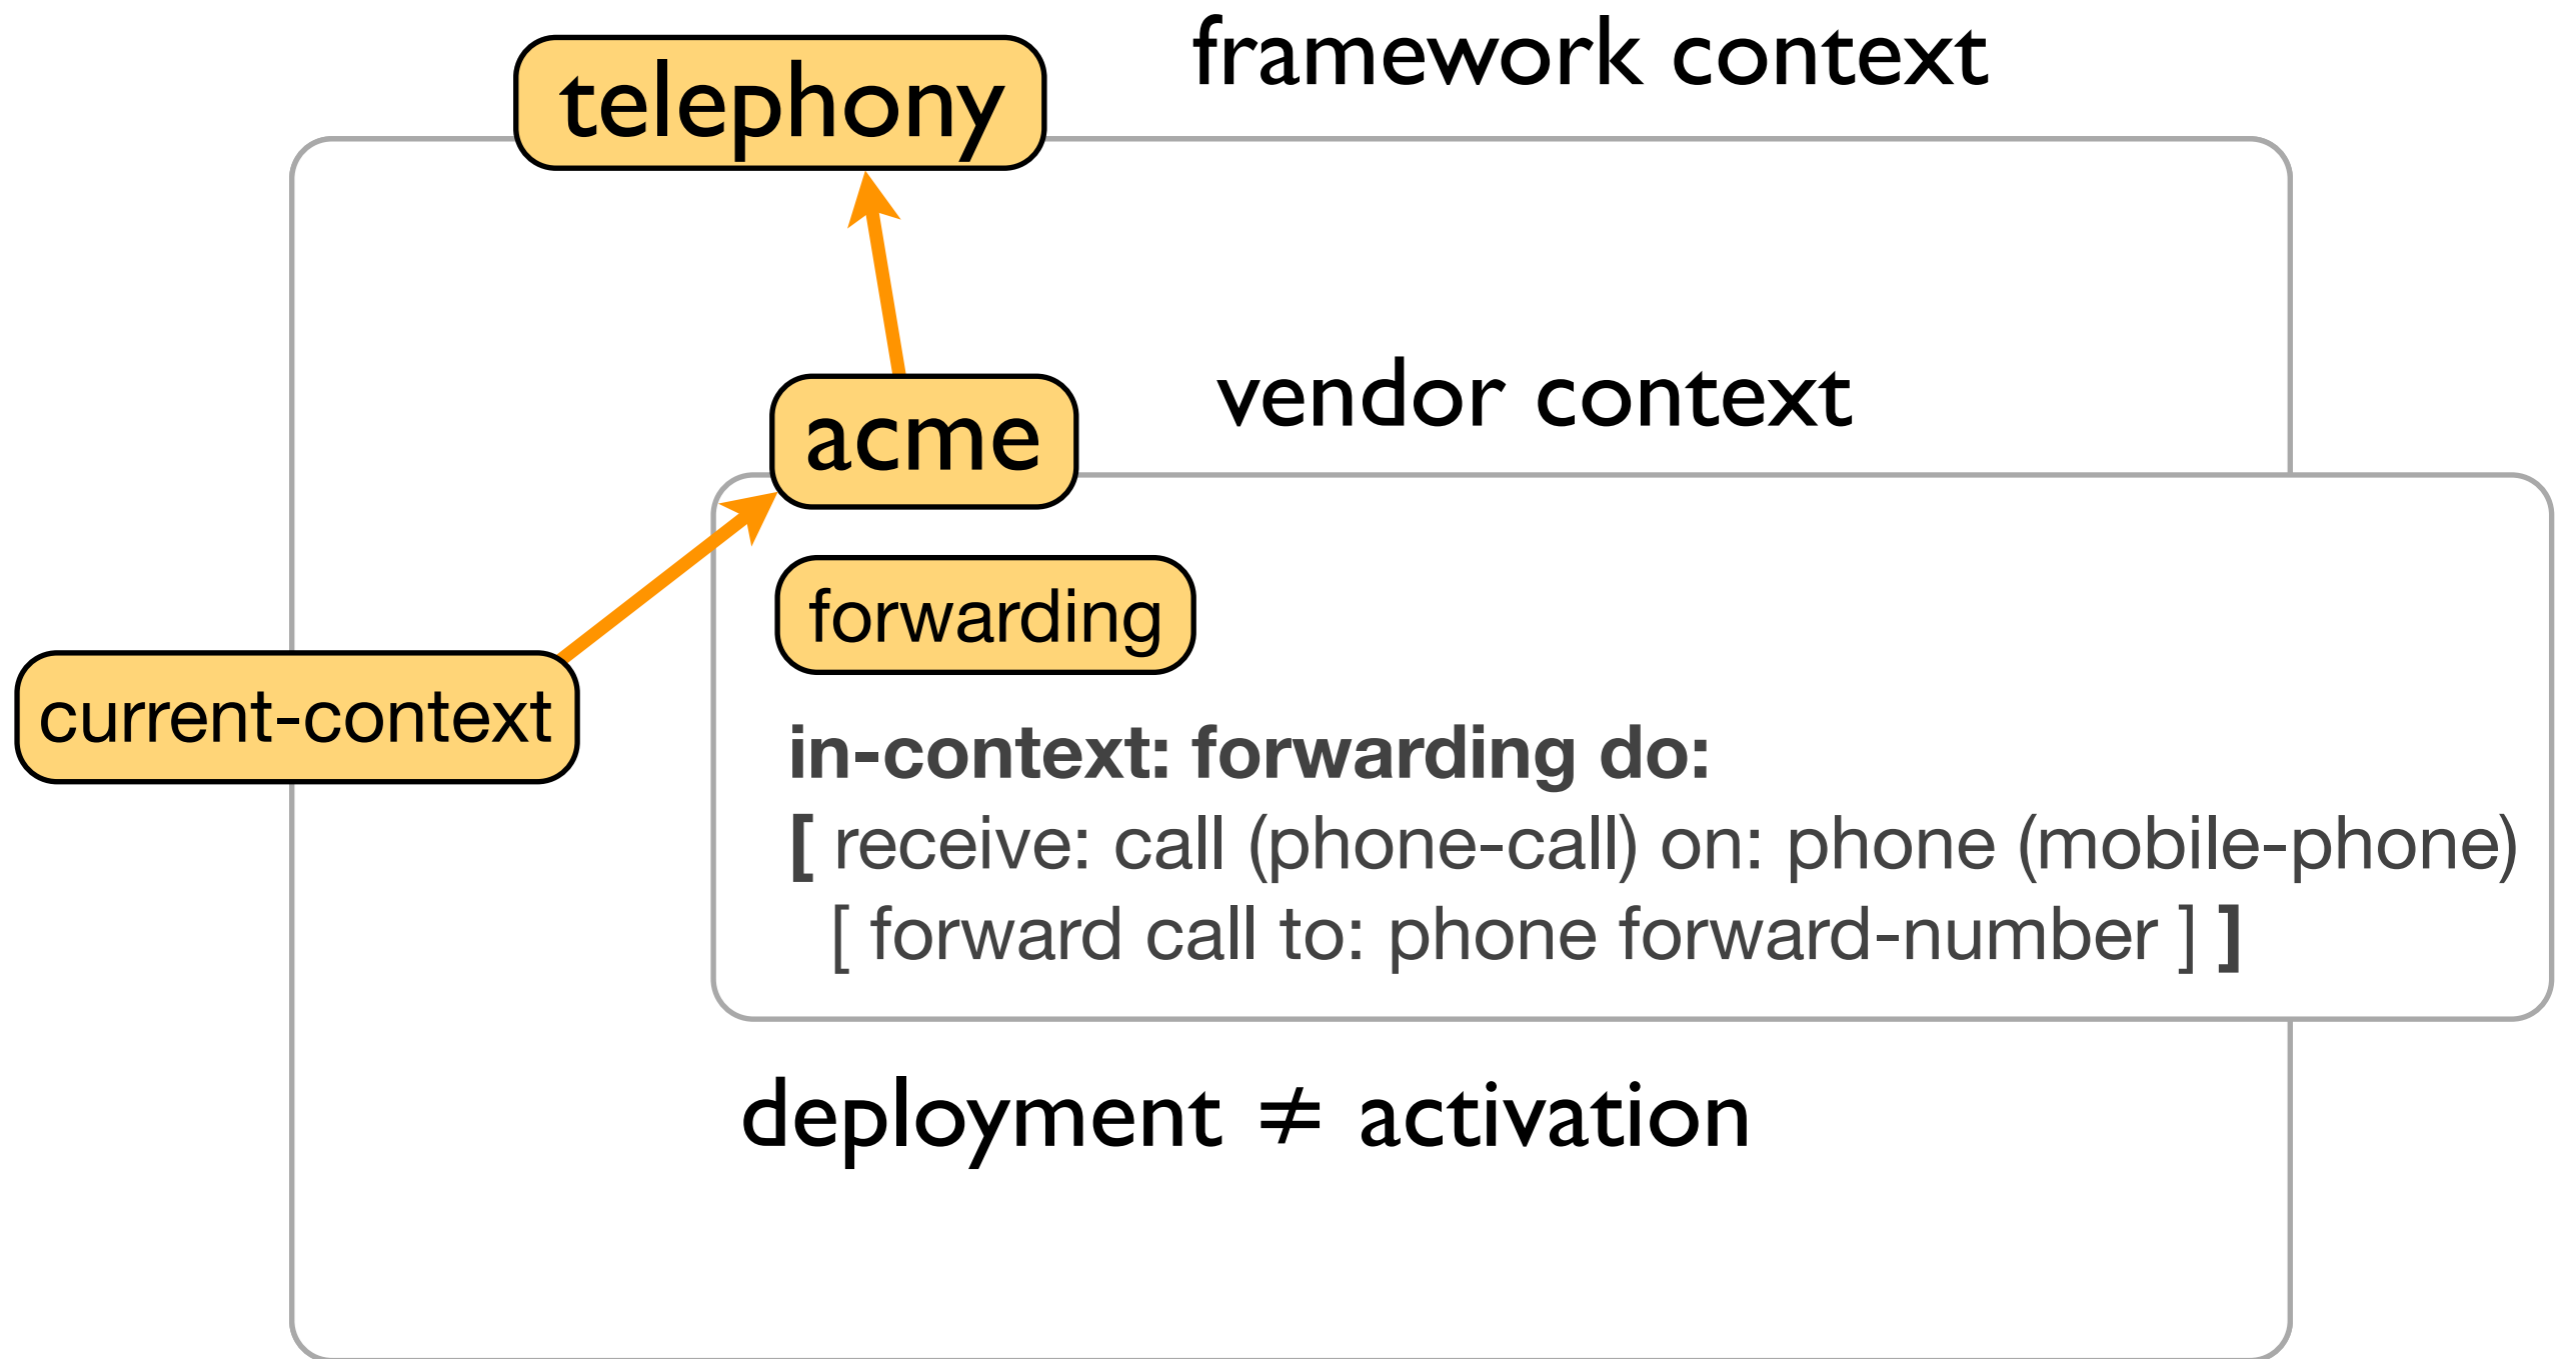 framework context
telephony
vendor context
acme
forwarding
current-context
in-context: forwarding do:
[ receive: call (phone-call) on: phone (mobile-phone)
[ forward call to: phone forward-number ] ]
deployment ≠ activation